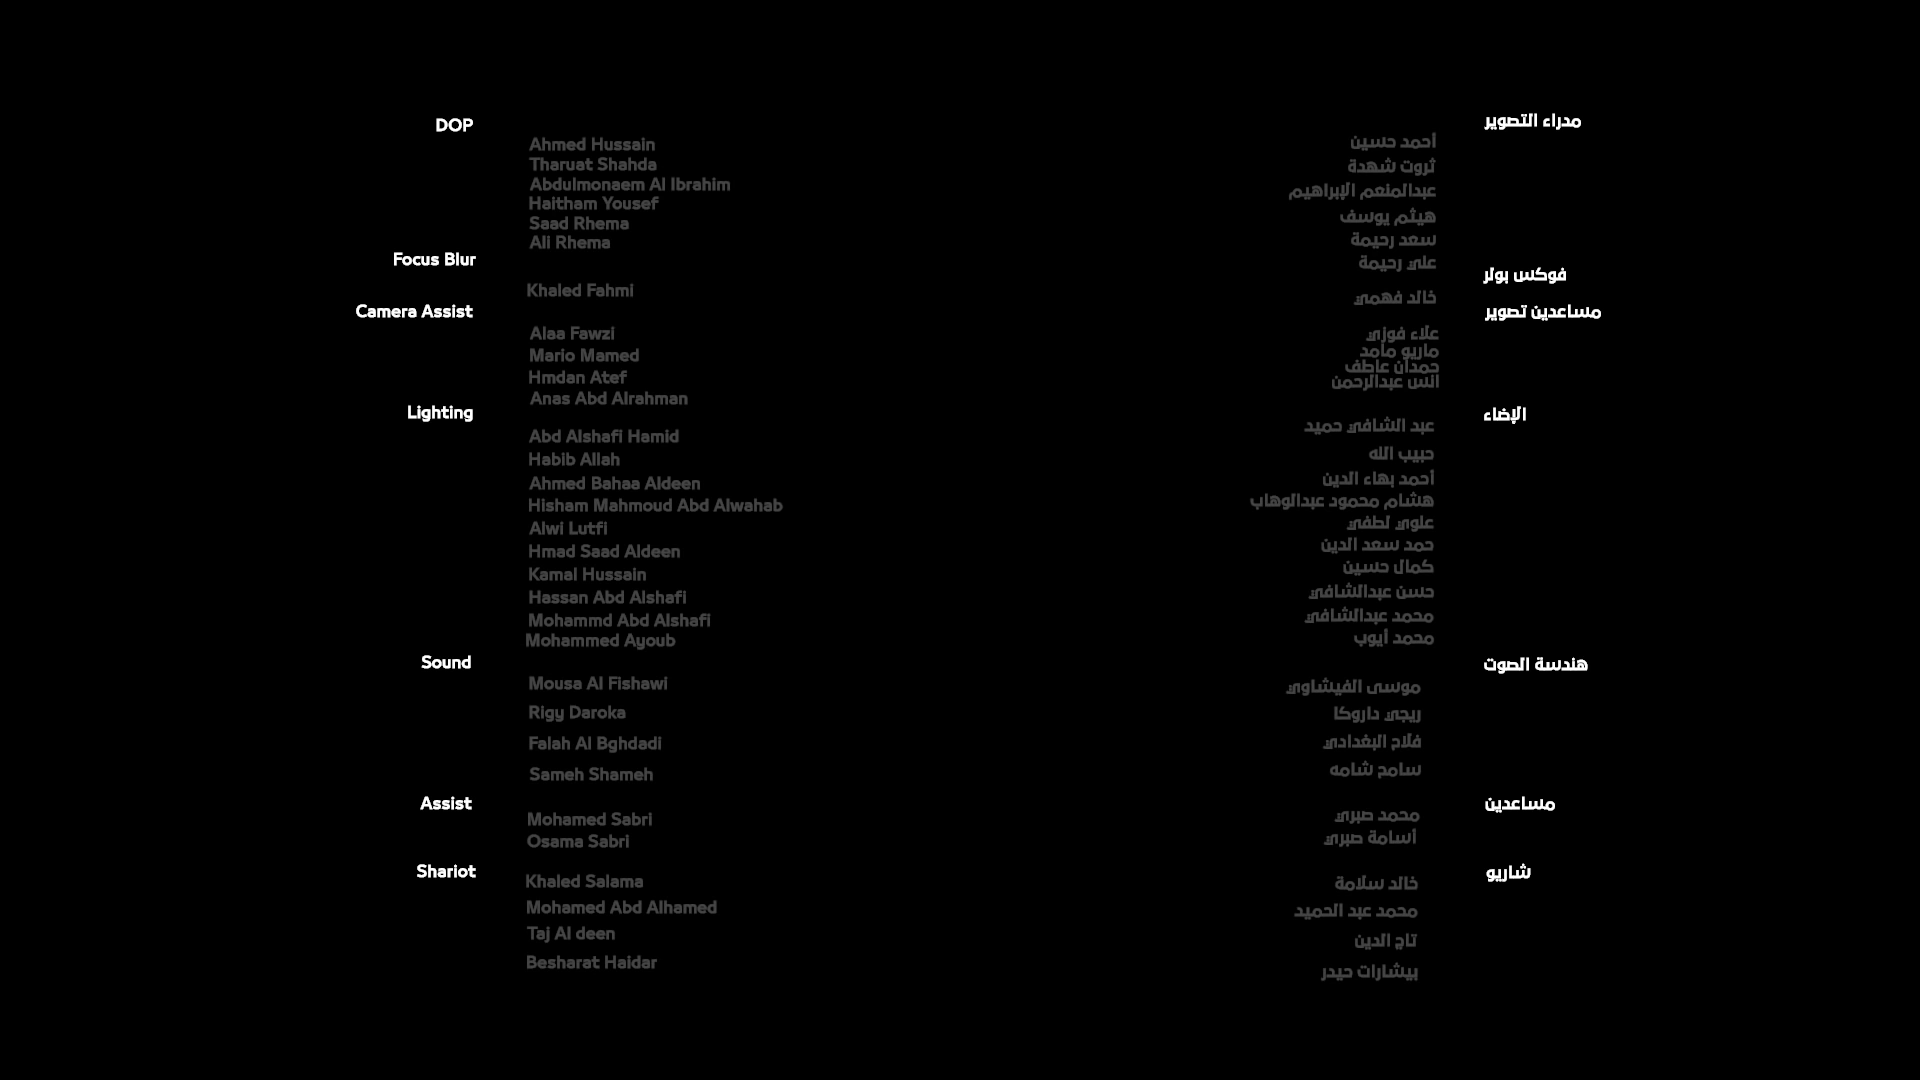 DOP
Ahmed Hussain
Tharuat Shahda
Abdulmonaem Al Ibrahim
Haitham Yousef
Saad Rhema
Ali Rhema
Focus Blur
Khaled Fahmi
Camera Assist
Alaa Fawzi
Mario Mamed
Hmdan Atef
Anas Abd Alrahman
Lighting
Abd Alshafi Hamid
Habib Allah
Ahmed Bahaa Aldeen
Hisham Mahmoud Abd Alwahab
Alwi Lutfi
Hmad Saad Aldeen
Kamal Hussain
Hassan Abd Alshafi
Mohammd Abd Alshafi
Mohammed Ayoub
Sound
Mousa Al Fishawi
Rigy Daroka
Falah Al Bghdadi
Sameh Shameh
Assist
Mohamed Sabri
Osama Sabri
Shariot
Khaled Salama
Mohamed Abd Alhamed
Taj Al deen
Besharat Haidar
مدراء التصوير
أحمد حسين
ثروت شهدة
عبدالمنعم الإبراهيم
هيثم يوسف
سعد رحيمة
علي رحيمة
فوكس بولر
خالد فهمي
مساعدين تصوير
علاء فوزي
ماريو مامد
حمدان عاطف
انس عبدالرحمن
الإضاء
عبد الشافي حميد
حبيب الله
أحمد بهاء الدين
هشام محمود عبدالوهاب
علوي لطفي
حمد سعد الدين
كمال حسين
حسن عبدالشافي
محمد عبدالشافي
محمد أيوب
هندسة الصوت
موسى الفيشاوي
ريجي داروكا
فلاح البغدادي
سامح شامه
مساعدين
محمد صبري
أسامة صبري
شاريو
خالد سلامة
محمد عبد الحميد
تاج الدين
بيشارات حيدر